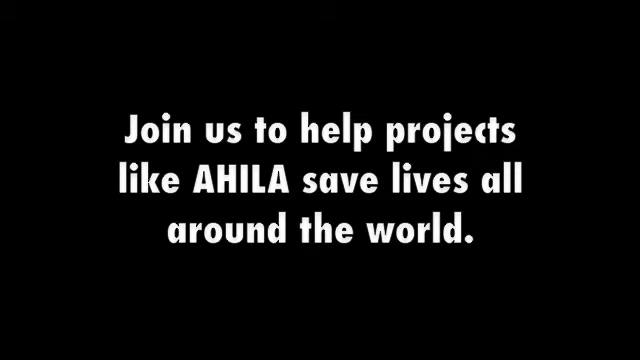 Join us to help projects
like AHILA save lives all
around the world.